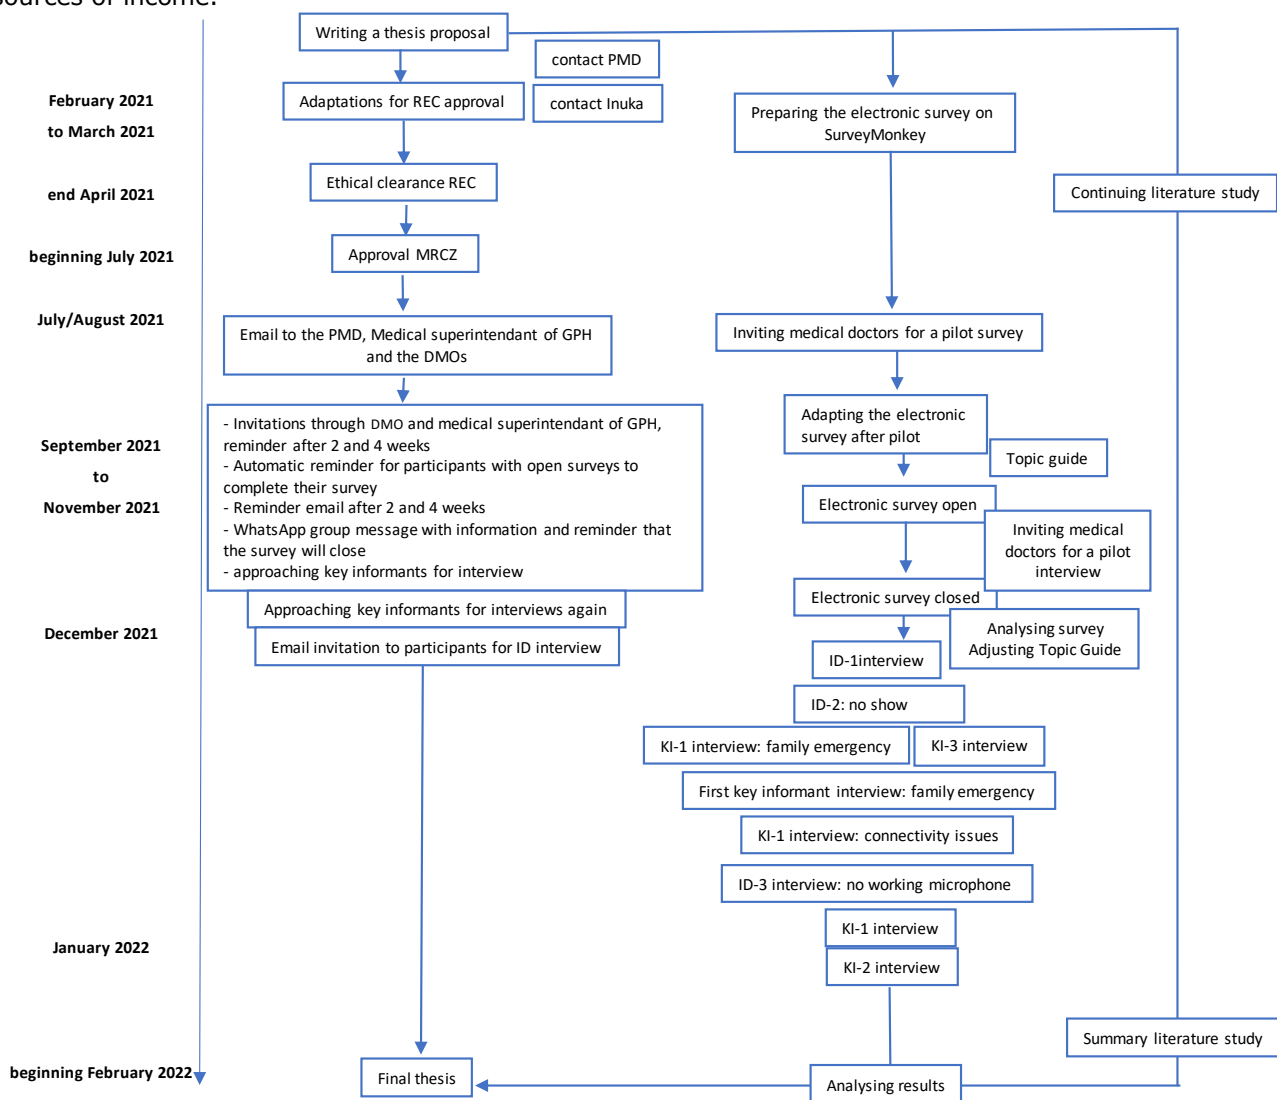 sources of income.
Writing a thesis proposal
contact PMD
February 2021
to March 2021
Adaptations for REC approval
contact Inuka
Preparing the electronic survey on
SurveyMonkey
end April 2021
Ethical clearance REC
Continuing literature study
beginning July 2021
Approval MRCZ
July/August 2021
Email to the PMD, Medical superintendant of GPH
and the DMOs
Inviting medical doctors for a pilot survey
September 2021
to
November 2021
- Invitations through DMO and medical superintendant of GPH,
reminder after 2 and 4 weeks
- Automatic reminder for participants with open surveys to
complete their survey
- Reminder email after 2 and 4 weeks
- WhatsApp group message with information and reminder that
the survey will close
- approaching key informants for interview
Adapting the electronic
survey after pilot
Topic guide
Electronic survey open
Inviting medical
doctors for a pilot
interview
Electronic survey closed
Approaching key informants for interviews again
December 2021
Email invitation to participants for ID interview
Analysing survey
Adjusting Topic Guide
ID-1interview
ID-2: no show
KI-1 interview: family emergency
KI-3 interview
First key informant interview: family emergency
KI-1 interview: connectivity issues
ID-3 interview: no working microphone
January 2022
KI-1 interview
KI-2 interview
Summary literature study
beginning February 2022
Final thesis
Analysing results